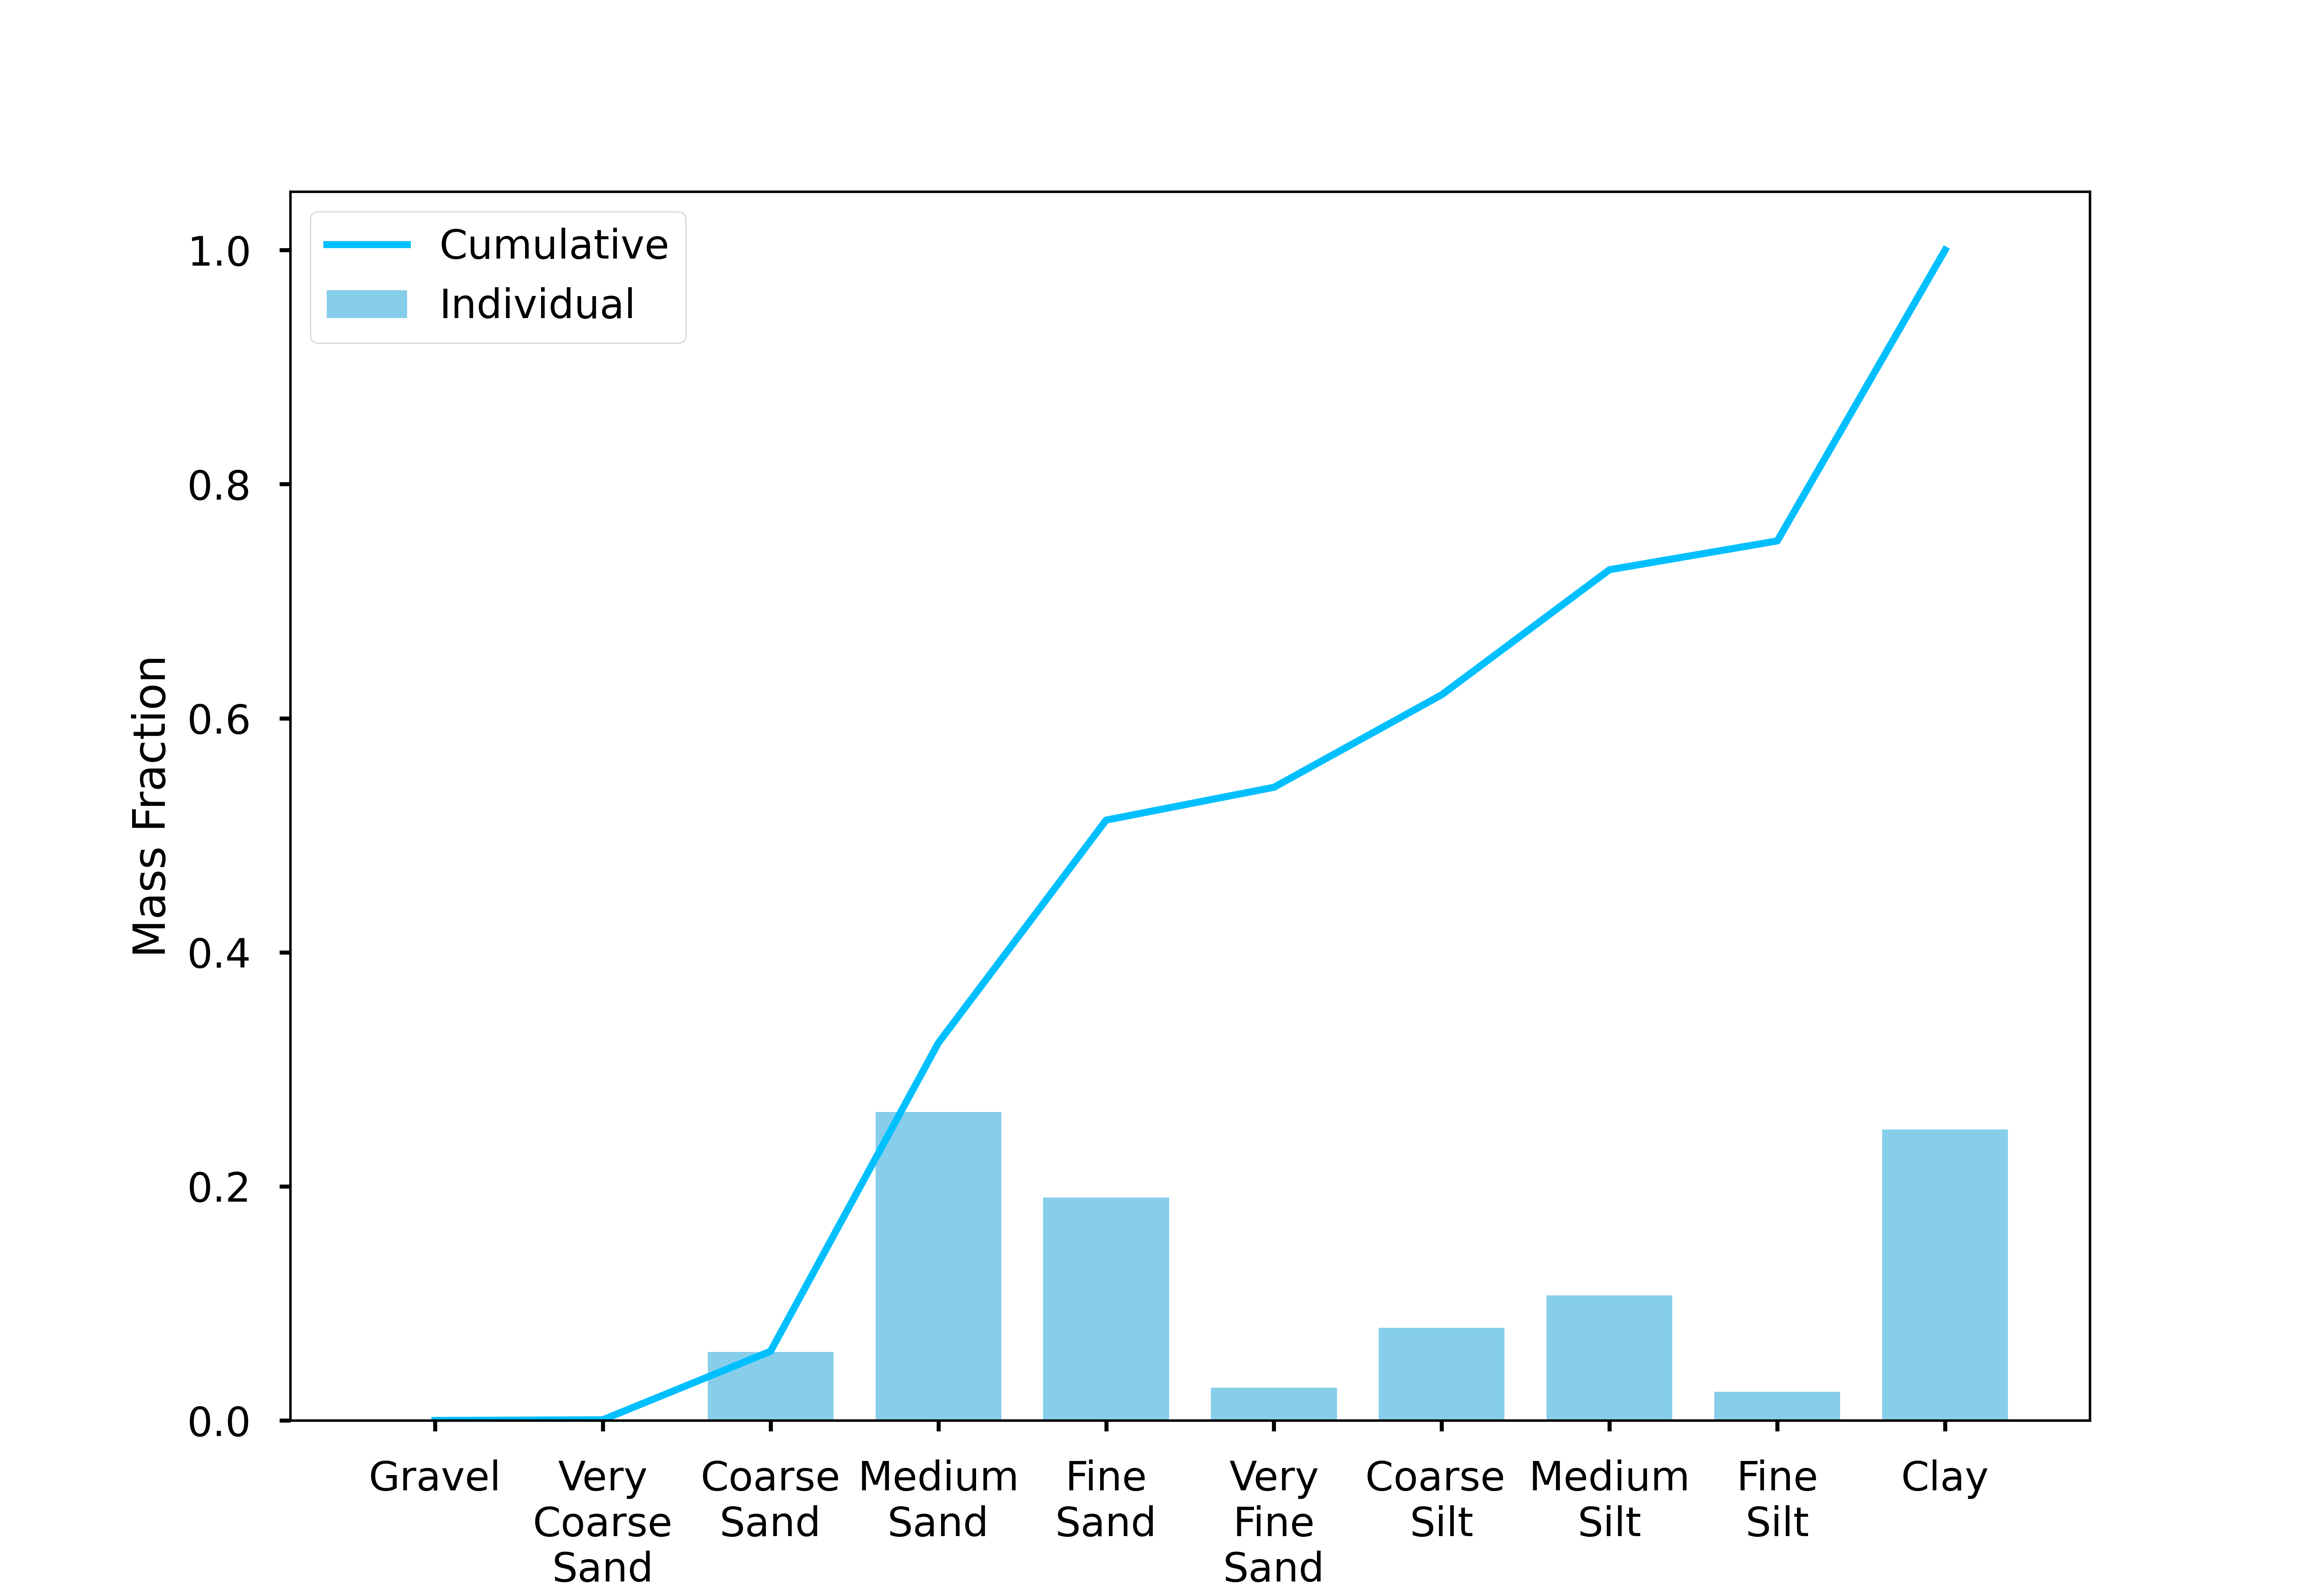 Cumulative
Individual
1.0
0.8
0.6
0.4
0.2
0.0
Mass Fraction
Gravel
Very
Coarse
Sand
Coarse
Sand
Medium
Sand
Fine
Sand
Very
Fine
Sand
Coarse
Silt
Medium
Silt
Fine
Silt
Clay